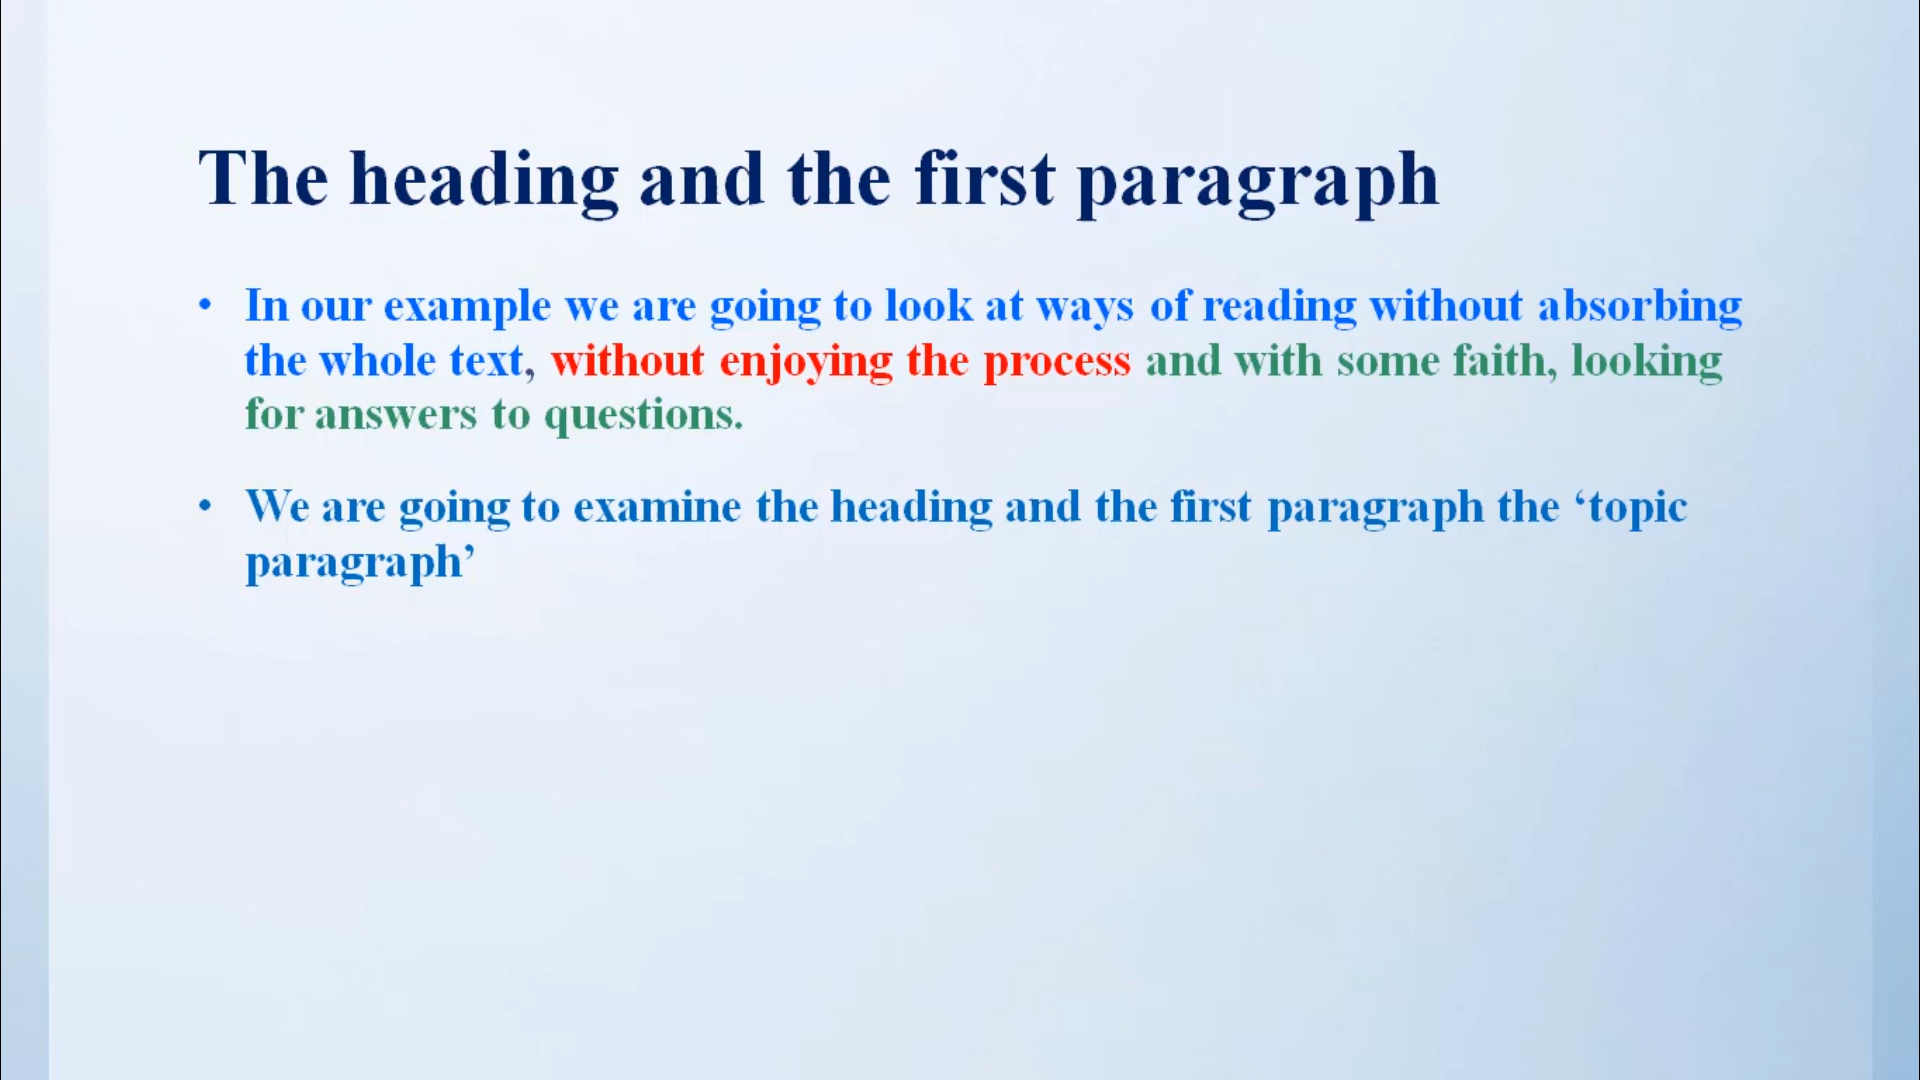 The heading and the first paragraph
• In our example we are going to look at ways of reading without absorbing
the whole text, without enjoying the process and with some faith, looking
for answers to questions.
• We are going to examine the heading and the first paragraph the ‘topic
paragraph’